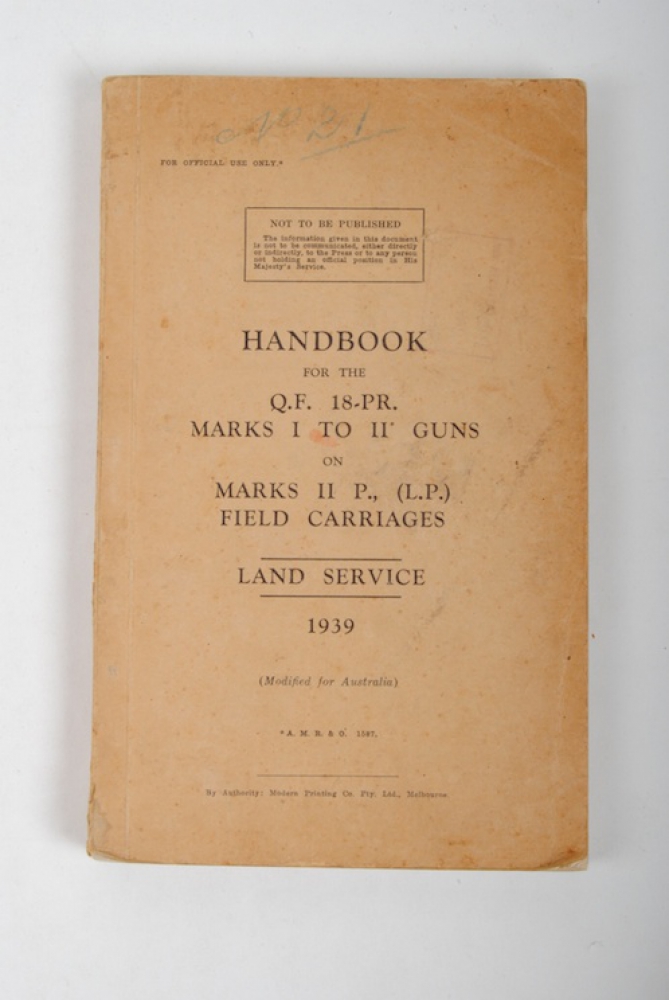 FOR OFFICIAL USE ONLY.*
NOT TO BE PUBLISHED
The information given in this document
is not to be communicated, either directly
or indirectly, to the Press or to any person
not holding an official position in His
Majesty's Service.
HANDBOOK
FOR THE
Q.F. 18-PR.
MARKS I TO II* GUNS
ON
MARKS II P., (L.P.)
FIELD CARRIAGES
LAND SERVICE
1939
(Modified for Australia)
* A. M. R. & O. 1587.
By Authority: Modern Printing Co. Pty. Ltd., Melbourne.